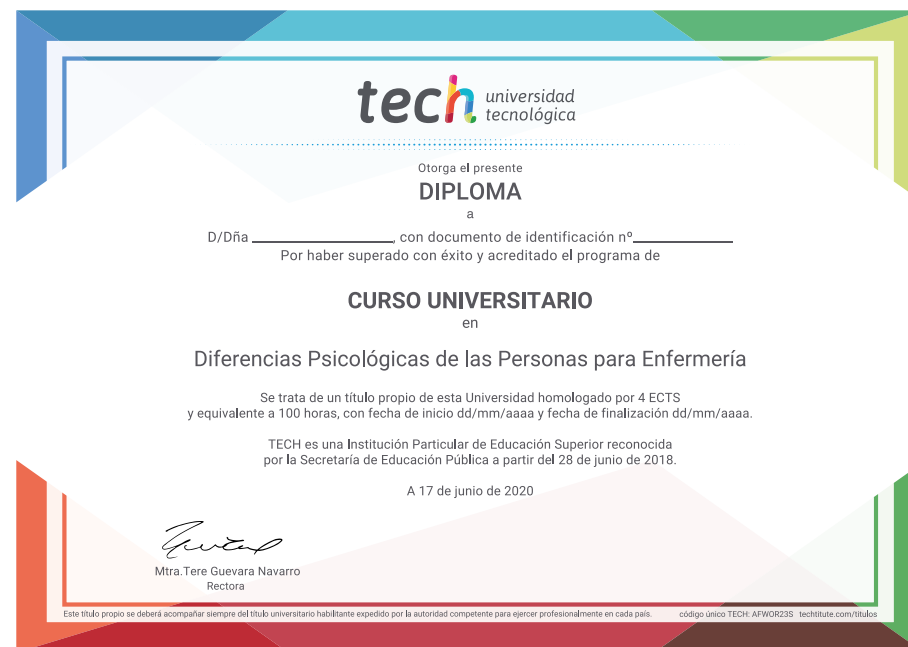 tech universidad
tecnológica
Otorga el presente
DIPLOMA
a
D/Dña ____________________, con documento de identificación nº______________
Por haber superado con éxito y acreditado el programa de
CURSO UNIVERSITARIO
en
Diferencias Psicológicas de las Personas para Enfermería
Se trata de un título propio de esta Universidad homologado por 4 ECTS
y equivalente a 100 horas, con fecha de inicio dd/mm/aaaa y fecha de finalización dd/mm/aaaa.
TECH es una Institución Particular de Educación Superior reconocida
por la Secretaría de Educación Pública a partir del 28 de junio de 2018.
A 17 de junio de 2020
Mtra.Tere Guevara Navarro
Rectora
Este título propio se deberá acompañar siempre del título universitario habilitante expedido por la autoridad competente para ejercer profesionalmente en cada país. código único TECH: AFWOR23S techtitute.com/títulos